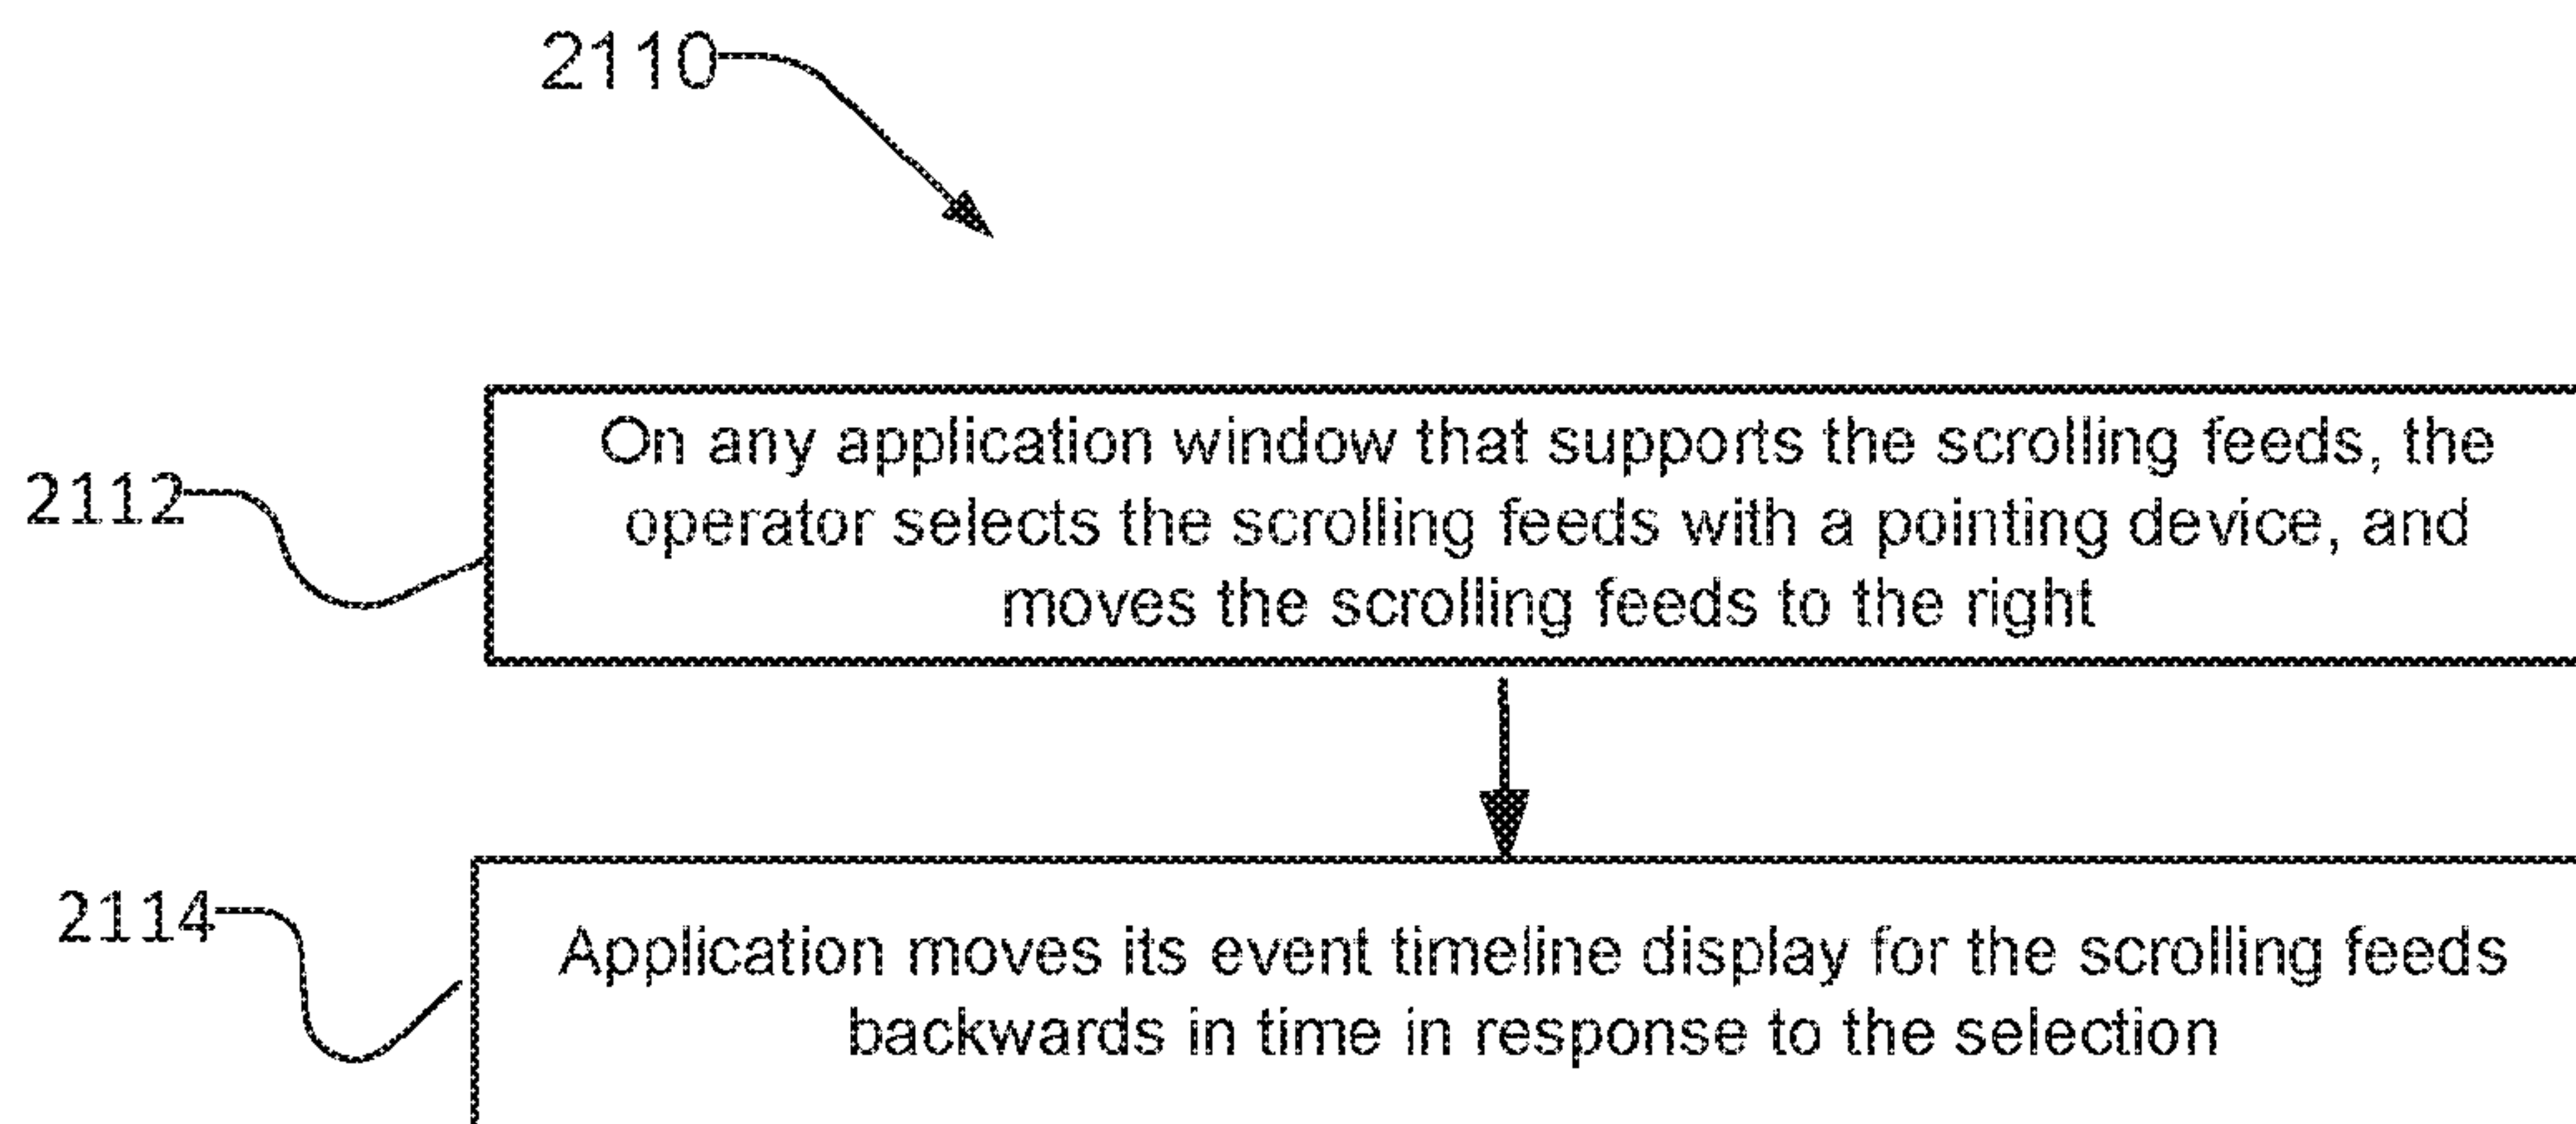 2110
2112
On any application window that supports the scrolling feeds, the
operator selects the scrolling feeds with a pointing device, and
moves the scrolling feeds to the right
2114
Application moves its event timeline display for the scrolling feeds
backwards in time in response to the selection